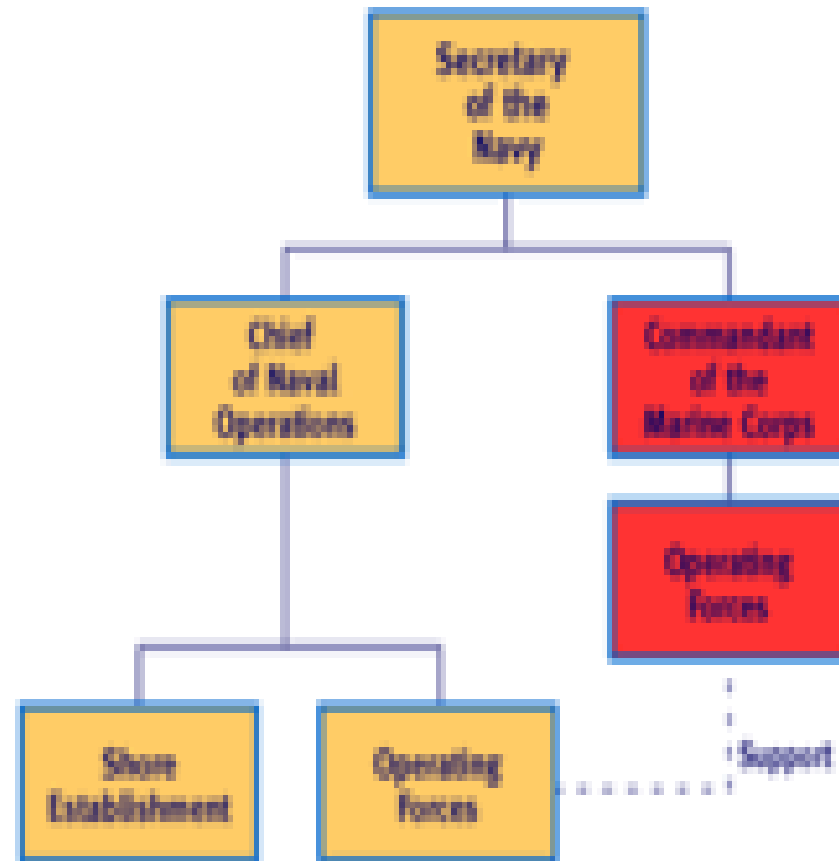 Secretary
of the
Navy
Chief
of Naval
Operations
Commandant
of the
Marine Corps
Operating
Forces
Shore
Establishment
Operating
Forces
Support